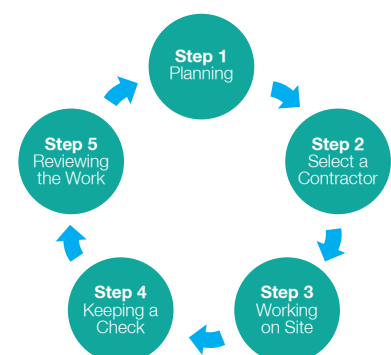 Step 1
Planning
Step 2
Select a
Contractor
Step 3
Working
on Site
Step 4
Keeping a
Check
Step 5
Reviewing
the Work